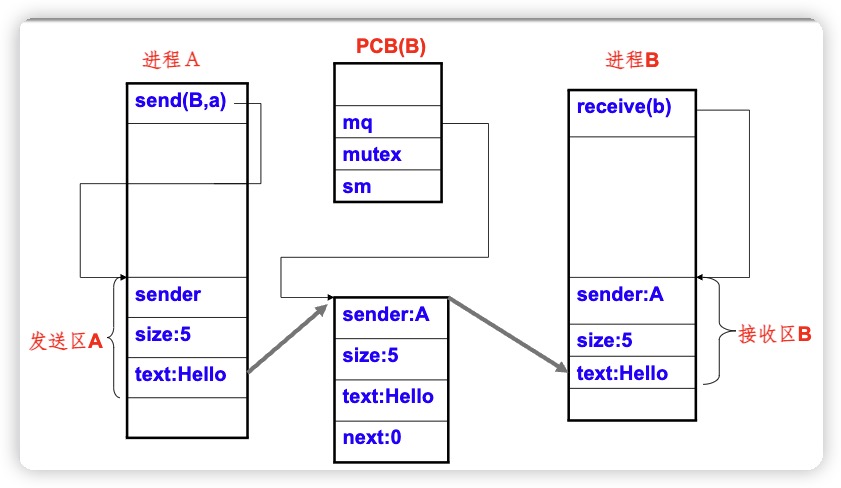 进程A
send(B,a)
sender
size:5
text:Hello
发送区A
PCB(B)
mq
mutex
sm
sender:A
size:5
text:Hello
next:0
进程B
receive(b)
sender:A
size:5
text:Hello
接收区B